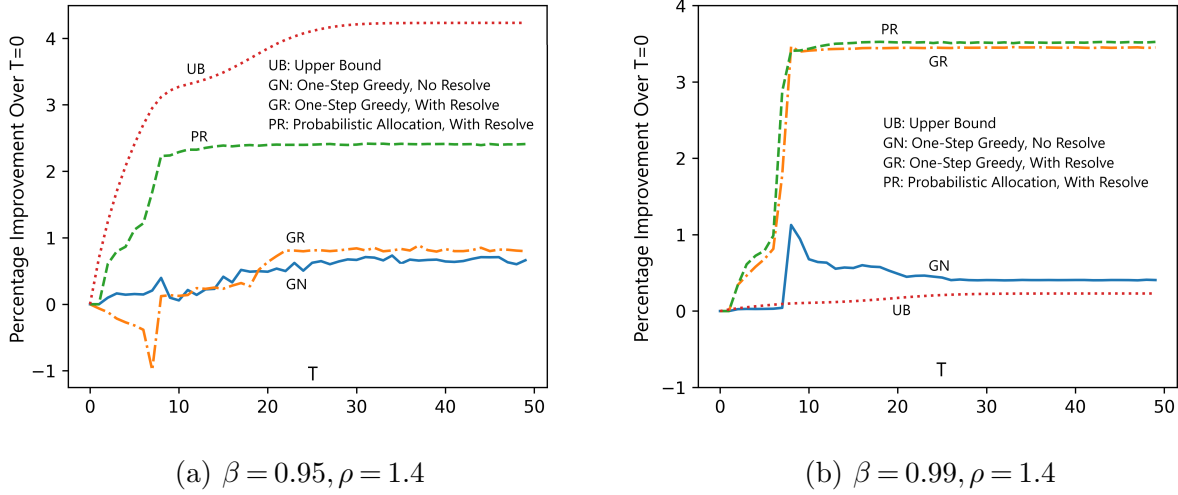 Percentage Improvement Over T=0
4
3
2
1
0
−1
UB
UB: Upper Bound
GN: One-Step Greedy, No Resolve
GR: One-Step Greedy, With Resolve
PR: Probabilistic Allocation, With Resolve
PR
GR
GN
T
0 10 20 30 40 50
(a) β = 0.95, ρ = 1.4
Percentage Improvement Over T=0
4
3
2
1
0
−1
PR
GR
UB: Upper Bound
GN: One-Step Greedy, No Resolve
GR: One-Step Greedy, With Resolve
PR: Probabilistic Allocation, With Resolve
GN
UB
T
0 10 20 30 40 50
(b) β = 0.99, ρ = 1.4